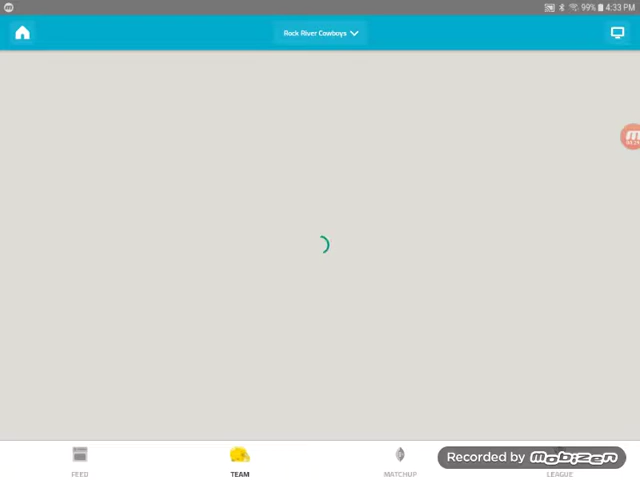 99% 4:33 PM
Rock River Cowboys
FEED
TEAM
MATCHUP
LEAGUE
Recorded by Mobizen